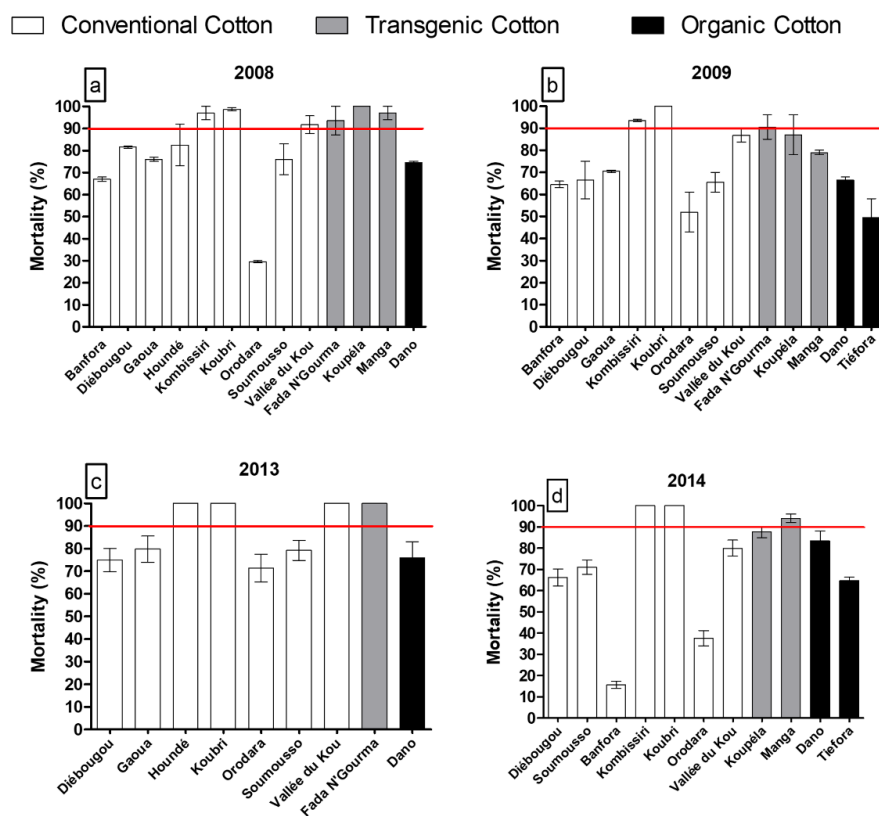 Conventional Cotton Transgenic Cotton Organic Cotton
a
2008
Mortality (%)
100
90
80
70
60
50
40
30
20
10
0
Banfora
Diébougou
Gaoua
Houndé
Kombissiri
Koubri
Orodara
Soumousso
Vallée du Kou
Fada N'Gourma
Koupéla
Manga
Dano
b
2009
Mortality (%)
100
90
80
70
60
50
40
30
20
10
0
Banfora
Diébougou
Gaoua
Kombissiri
Koubri
Orodara
Soumousso
Vallée du Kou
Fada N'Gourma
Koupéla
Manga
Dano
Tiéfora
c
2013
Mortality (%)
100
90
80
70
60
50
40
30
20
10
0
Diébougou
Gaoua
Houndé
Koubri
Orodara
Soumousso
Vallée du Kou
Fada N'Gourma
Dano
d
2014
Mortality (%)
100
90
80
70
60
50
40
30
20
10
0
Diébougou
Soumousso
Banfora
Kombissiri
Koubri
Orodara
Vallée du Kou
Koupéla
Manga
Dano
Tiefora